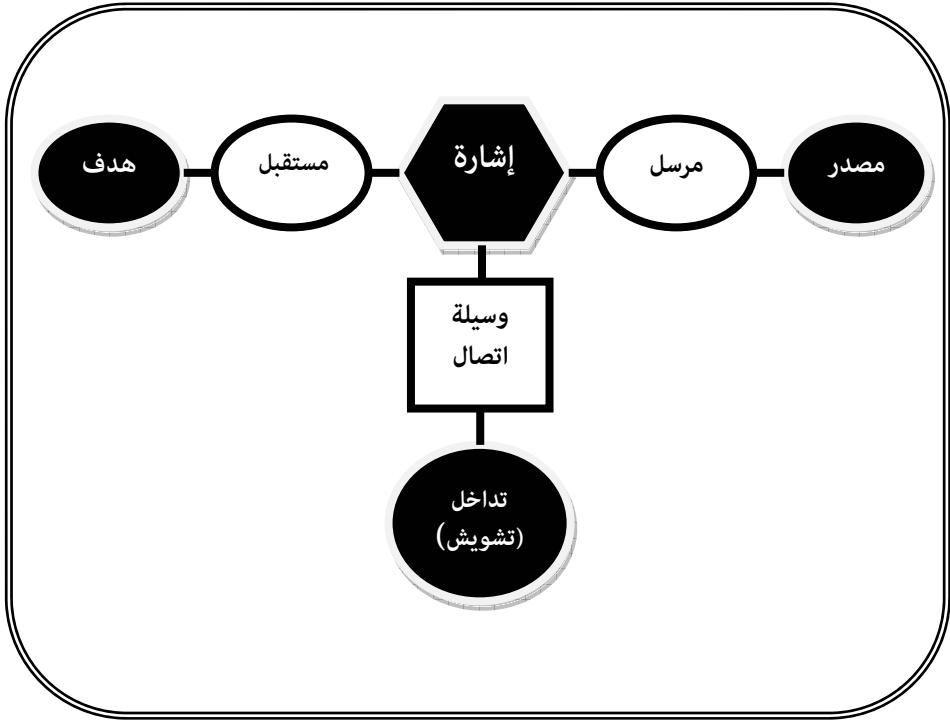 مصدر
مرسل
إشارة
مستقبل
هدف
وسيلة
اتصال
تداخل
(تشويش)